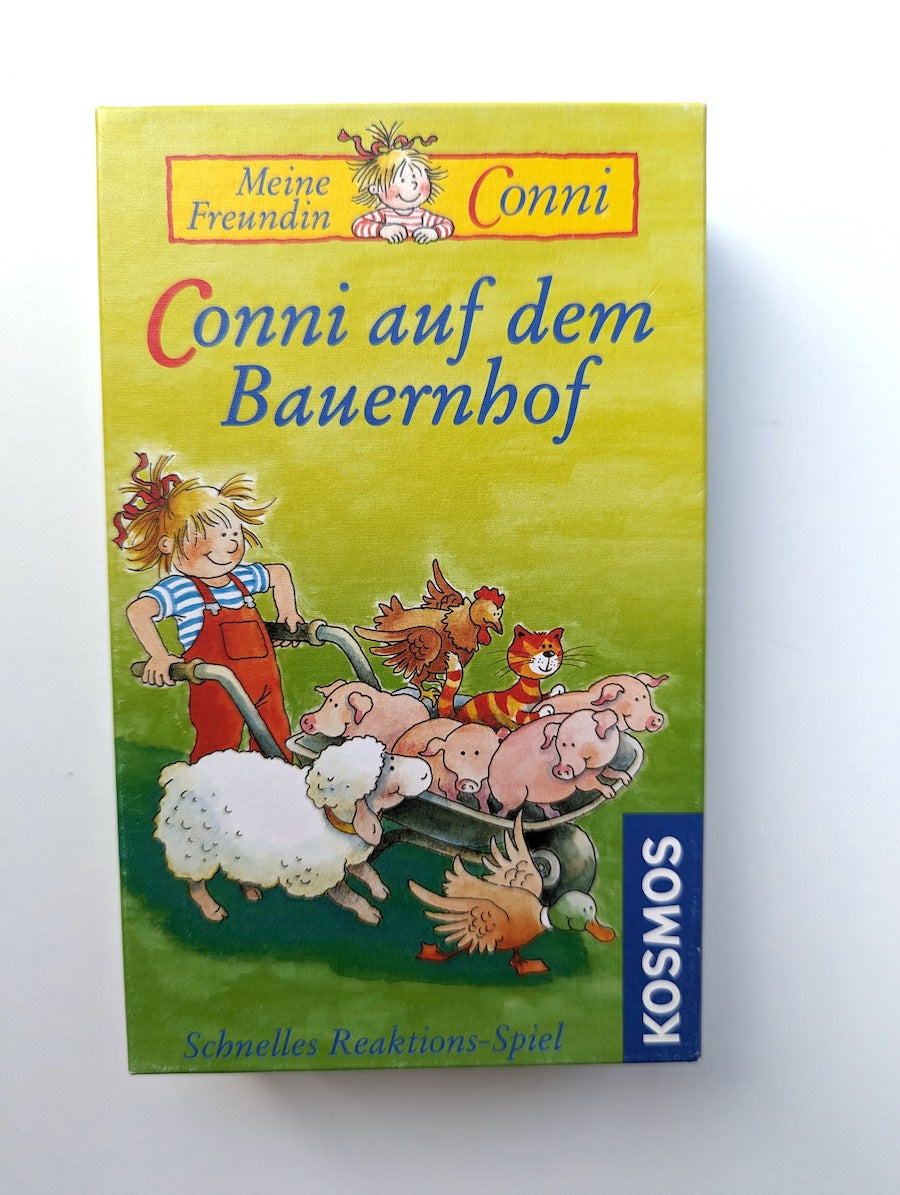 Meine
Freundin
Conni
Conni auf dem
Bauernhof
KOSMOS
Schnelles Reaktions-Spiel